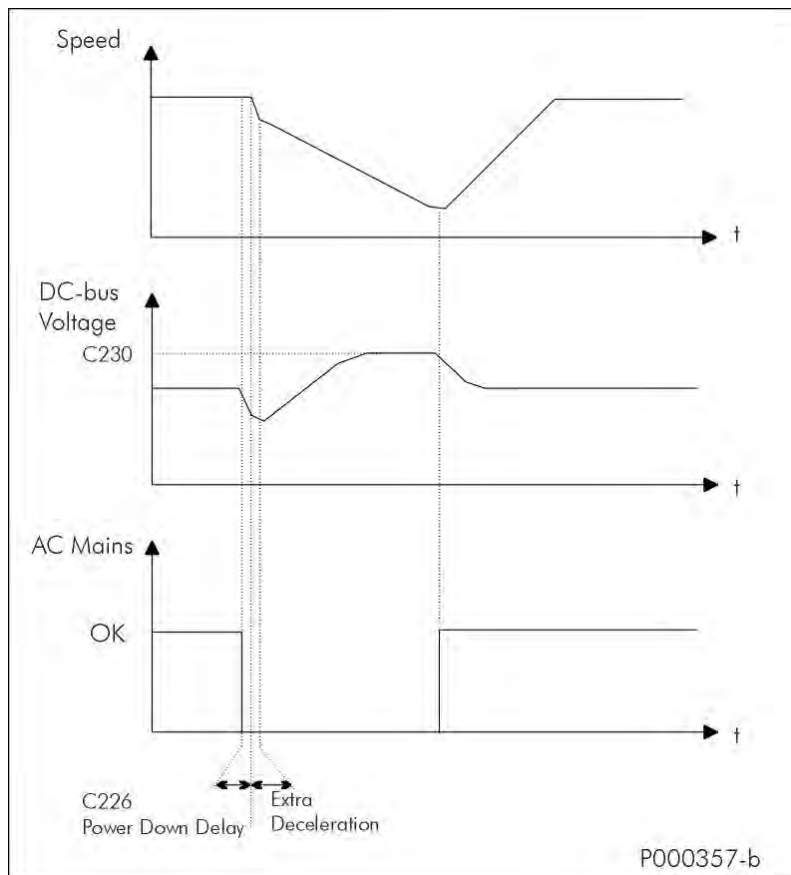 Speed
t
DC-bus
Voltage
C230
t
AC Mains
OK
t
C226
Power Down Delay
Extra
Deceleration
P000357-b